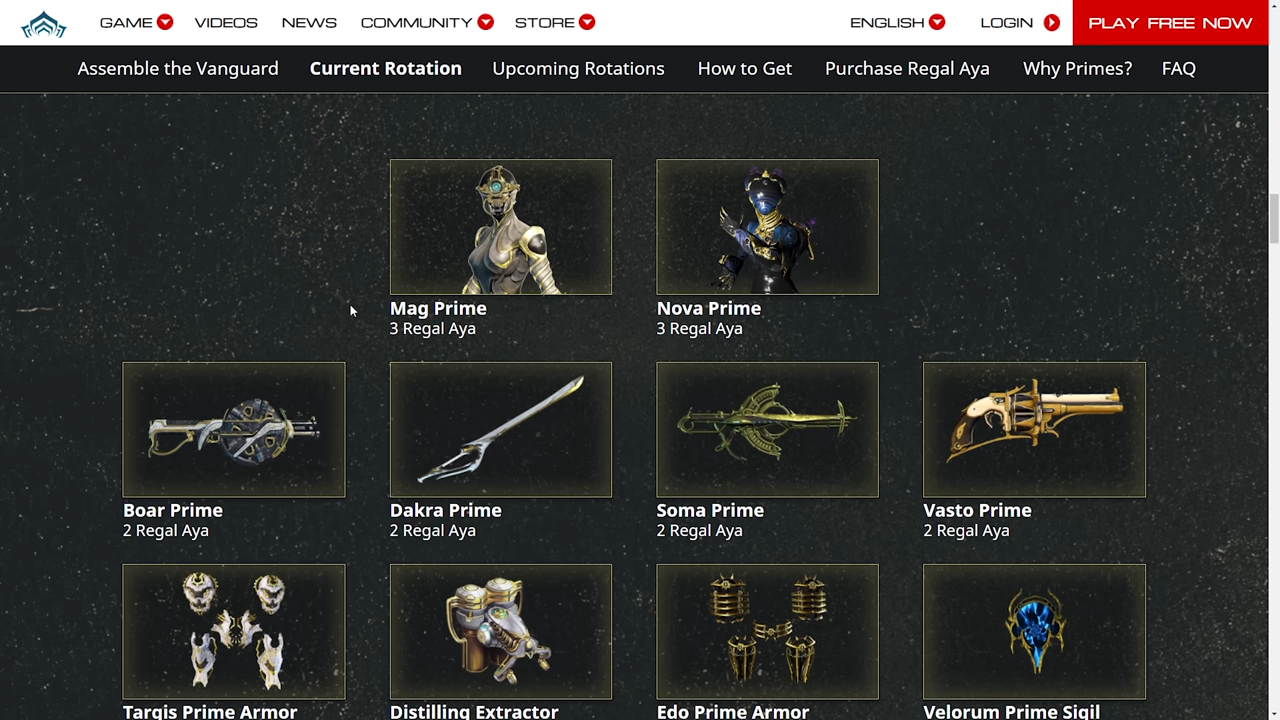 GAME VIDEOS NEWS COMMUNITY STORE ENGLISH LOGIN PLAY FREE NOW
Assemble the Vanguard Current Rotation Upcoming Rotations How to Get Purchase Regal Aya Why Primes? FAQ
Mag Prime Nova Prime
3 Regal Aya 3 Regal Aya
Boar Prime Dakra Prime Soma Prime Vasto Prime
2 Regal Aya 2 Regal Aya 2 Regal Aya 2 Regal Aya
Targis Prime Armor Distilling Extractor Edo Prime Armor Velorum Prime Sigil